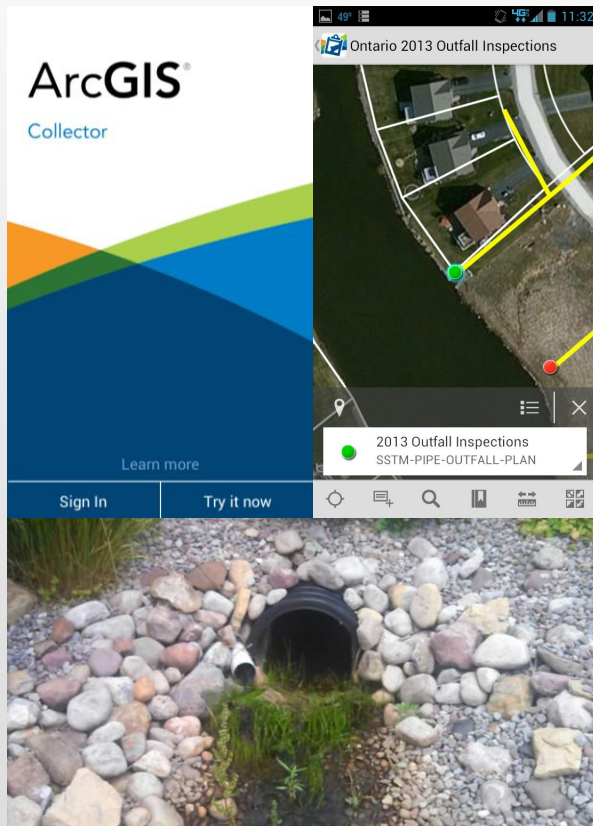 ArcGIS®
Collector
Learn more
Sign In
Try it now
49°
4G
11:32
Ontario 2013 Outfall Inspections
2013 Outfall Inspections
SSTM-PIPE-OUTFALL-PLAN